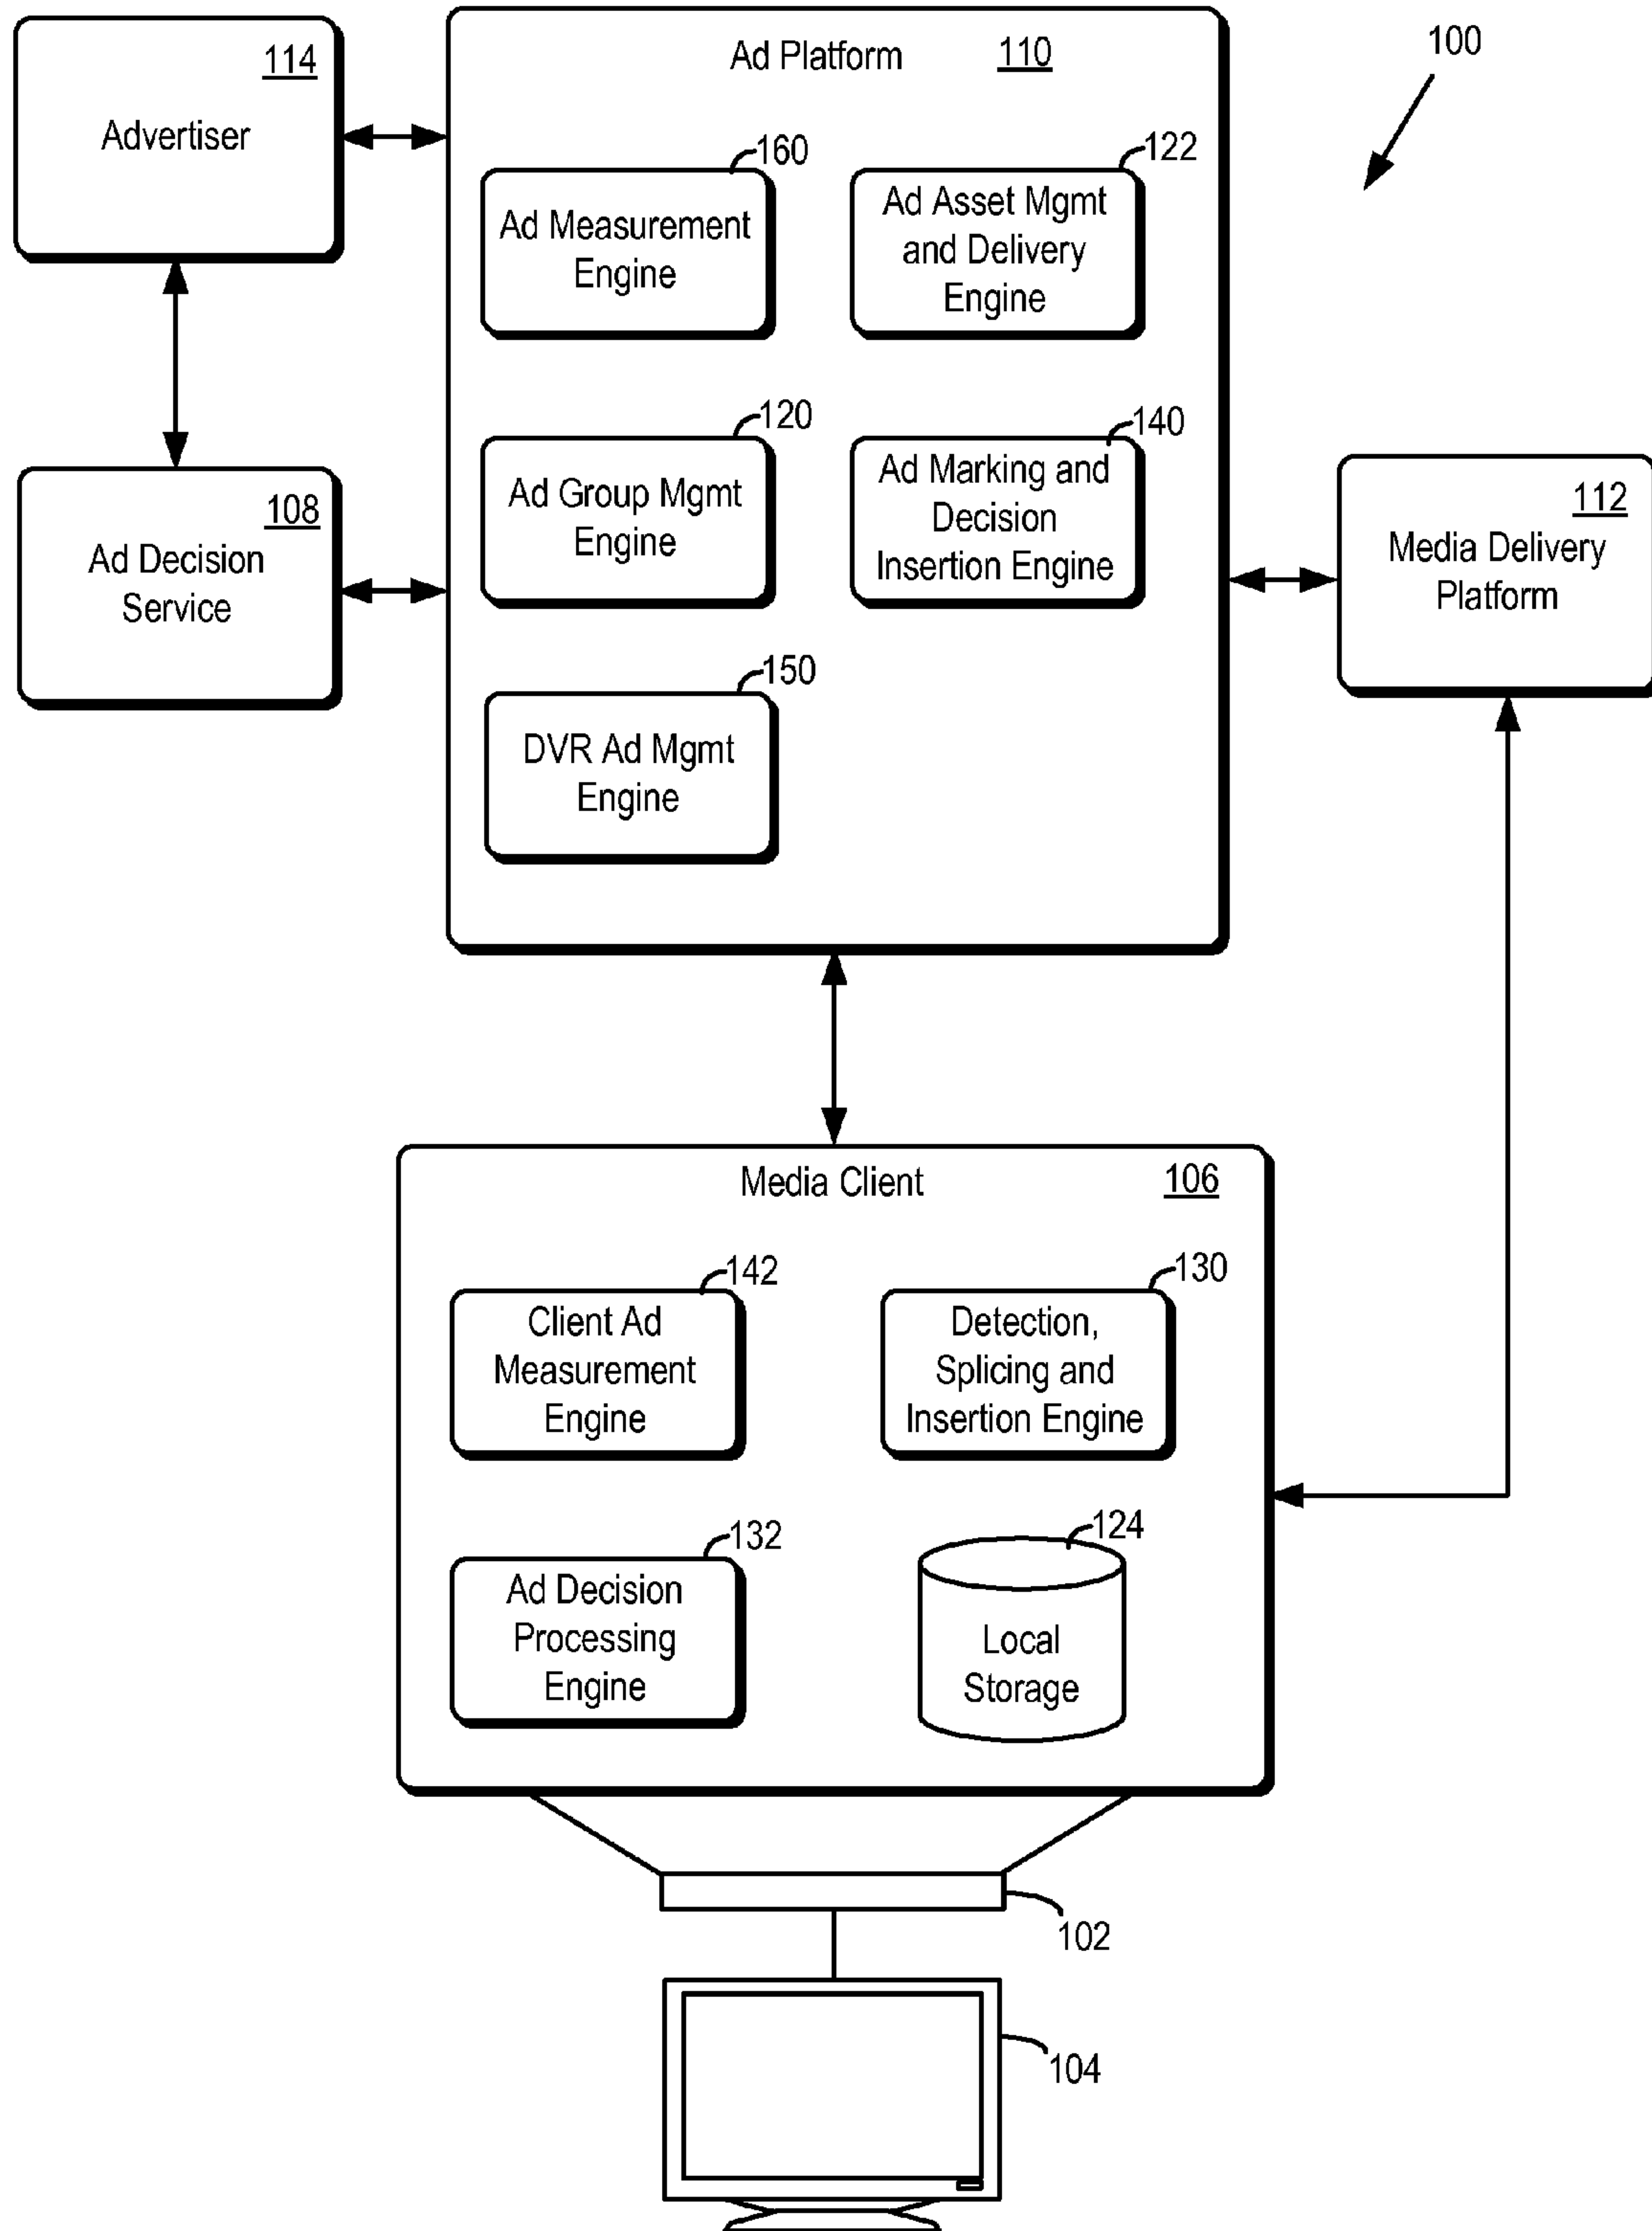 114
Advertiser
Ad Platform 110
100
160
Ad Measurement
Engine
122
Ad Asset Mgmt
and Delivery
Engine
120
Ad Group Mgmt
Engine
140
Ad Marking and
Decision
Insertion Engine
108
Ad Decision
Service
112
Media Delivery
Platform
150
DVR Ad Mgmt
Engine
Media Client 106
142
Client Ad
Measurement
Engine
130
Detection,
Splicing and
Insertion Engine
132
Ad Decision
Processing
Engine
124
Local
Storage
102
104